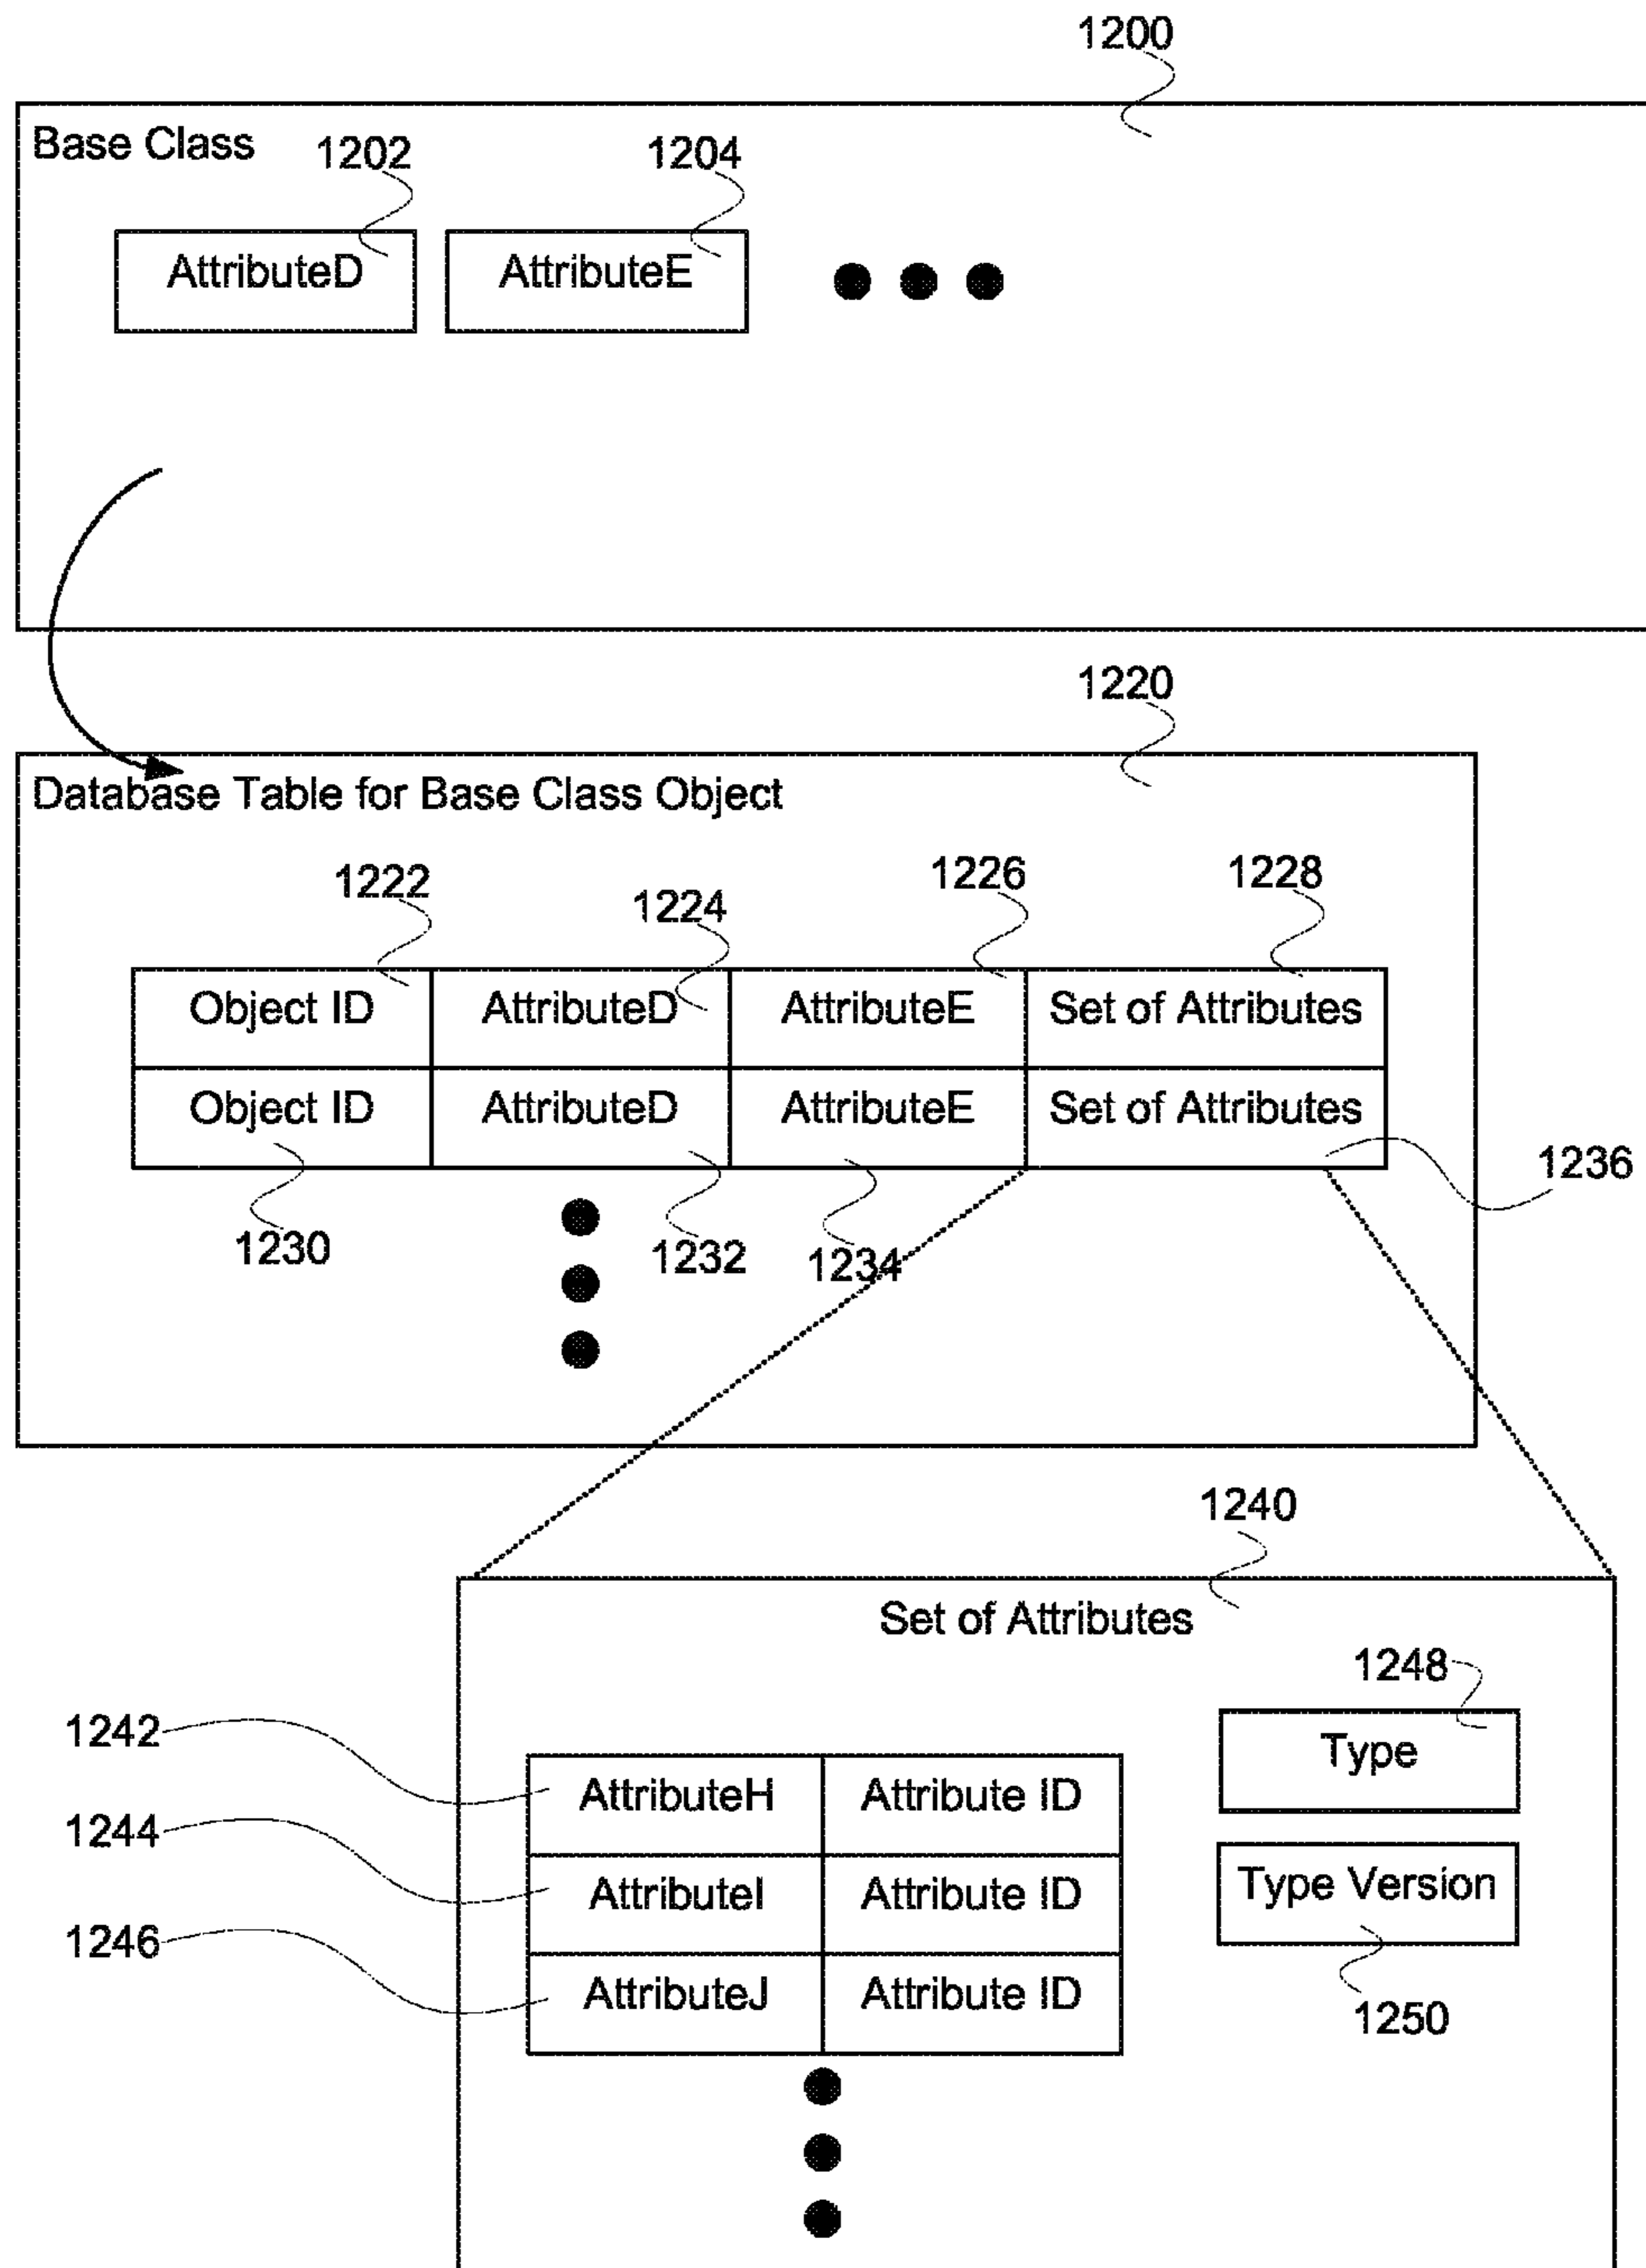 1200
Base Class
1202
1204
AttributeD
AttributeE
1220
Database Table for Base Class Object
1222
1224
1226
1228
Object ID
AttributeD
AttributeE
Set of Attributes
Object ID
AttributeD
AttributeE
Set of Attributes
1236
1230
1232
1234
1240
Set of Attributes
1248
Type
1242
AttributeH
Attribute ID
1244
AttributeI
Attribute ID
Type Version
1246
AttributeJ
Attribute ID
1250